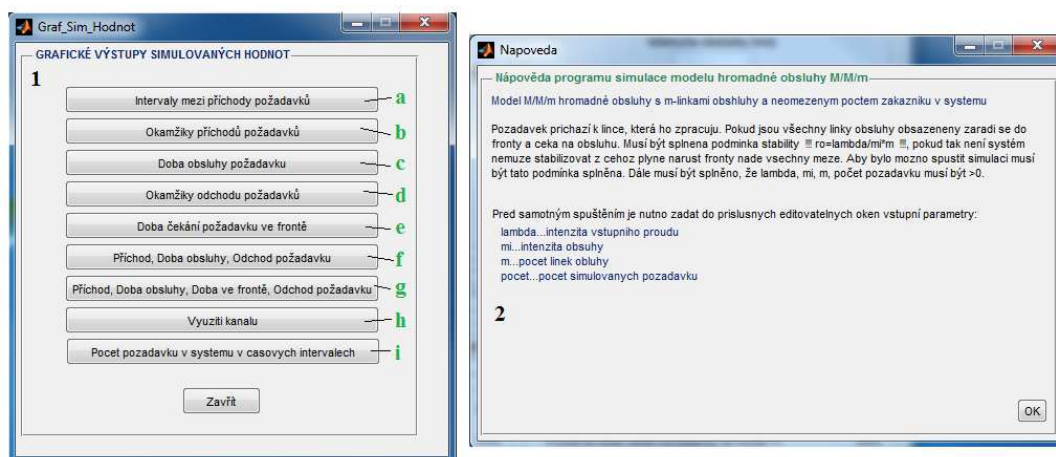 Graf_Sim_Hodnot
GRAFICKÉ VÝSTUPY SIMULOVANÝCH HODNOT
1
Intervaly mezi příchody požadavků a
Okamžiky příchodů požadavků b
Doba obsluhy požadavku c
Okamžiky odchodu požadavků d
Doba čekání požadavku ve frontě e
Příchod, Doba obsluhy, Odchod požadavku f
Příchod, Doba obsluhy, Doba ve frontě, Odchod požadavku g
Vyuziti kanalu h
Pocet pozadavku v systemu v casovych intervalech i
Zavřít
Napoveda
Nápověda programu simulace modelu hromadné obsluhy M/M/m
Model M/M/m hromadné obsluhy s m-linkami obshluhy a neomezenym poctem zakazniku v systemu
Pozadavek prichazí k lince, která ho zpracuju. Pokud jsou všechny linky obsluhy obsazeneny zaradi se do
fronty a ceka na obsluhu. Musí být splnena podminka stability !!! ro=lambda/mi*m !!!, pokud tak není systém
nemuze stabilizovat z cehoz plyne narust fronty nade vsechny meze. Aby bylo mozno spustit simulaci musí
být tato podmínka splněna. Dále musí být splněno, že lambda, mi, m, počet pozadavku musí být >0.
Pred samotným spuštěním je nutno zadat do prislusnych editovatelnych oken vstupní parametry:
lambda...intenzita vstupniho proudu
mi...intenzita obsuhy
m...pocet linek obluhy
pocet...pocet simulovanych pozadavku
2
OK